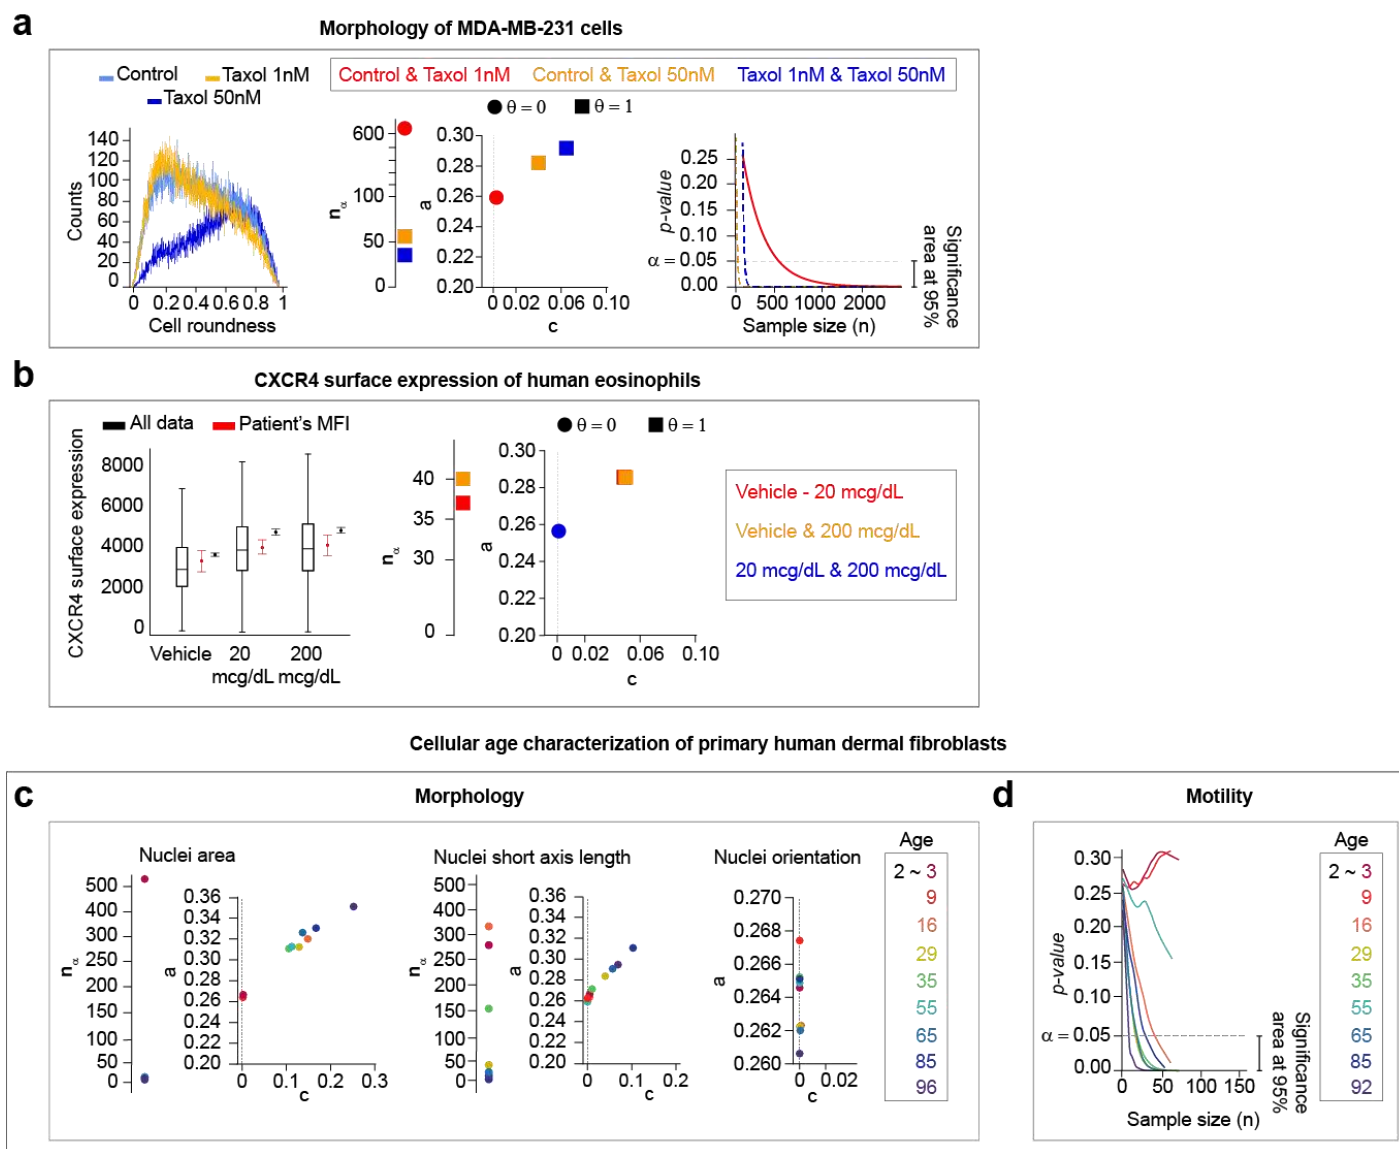 a
Morphology of MDA-MB-231 cells
Control
Taxol 1nM
Taxol 50nM
Control & Taxol 1nM
Control & Taxol 50nM
Taxol 1nM & Taxol 50nM
θ = 0
θ = 1
140
120
100
80
60
40
20
0
Counts
0 0.2 0.4 0.6 0.8 1
Cell roundness
600
100
50
0
nα
0.30
0.28
0.26
0.24
0.22
0.20
a
0 0.02 0.06 0.10
c
0.25
0.20
0.15
0.10
α = 0.05
0.00
p-value
0 500 1000 2000
Sample size (n)
Significance
area at 95%
b
CXCR4 surface expression of human eosinophils
All data
Patient's MFI
8000
6000
4000
2000
0
CXCR4 surface expression
Vehicle 20 200
mcg/dL mcg/dL
40
35
30
0
nα
θ = 0
θ = 1
0.30
0.28
0.26
0.24
0.22
0.20
a
0 0.02 0.06 0.10
c
Vehicle - 20 mcg/dL
Vehicle & 200 mcg/dL
20 mcg/dL & 200 mcg/dL
Cellular age characterization of primary human dermal fibroblasts
c
Morphology
Nuclei area
500
400
300
250
200
150
100
50
0
nα
0.36
0.34
0.32
0.30
0.28
0.26
0.24
0.22
0.20
a
0 0.1 0.2 0.3
c
Nuclei short axis length
500
400
300
250
200
150
100
50
0
nα
0.36
0.34
0.32
0.30
0.28
0.26
0.24
0.22
0.20
a
0 0.1 0.2
c
Nuclei orientation
0.270
0.268
0.266
0.264
0.262
0.260
a
0 0.02
c
Age
2 ~ 3
9
16
29
35
55
65
85
96
d
Motility
0.30
0.25
0.20
0.15
0.10
α = 0.05
0.00
p-value
0 50 100 150
Sample size (n)
Significance
area at 95%
Age
2 ~ 3
9
16
29
35
55
65
85
92